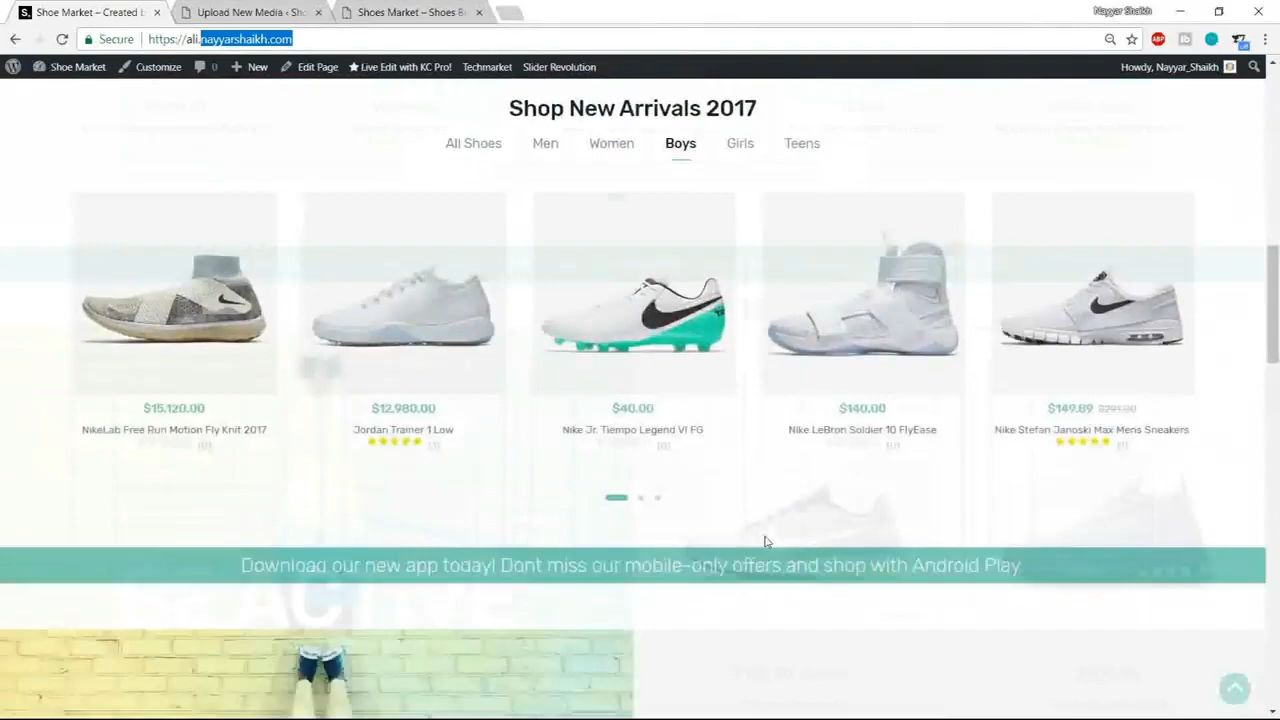 Shoe Market – Created b
Upload New Media ‹ Sho
Shoes Market – Shoes B
Nayyar Shaikh
Secure
https://ali.nayyarshaikh.com
ABP
Shoe Market
Customize
0
New
Edit Page
Live Edit with KC Pro!
Techmarket
Slider Revolution
Howdy, Nayyar_Shaikh
Shop New Arrivals 2017
All Shoes
Men
Women
Boys
Girls
Teens
$15,120.00
$12,980.00
$40.00
$140.00
$149.89
NikeLab Free Run Motion Fly Knit 2017
Jordan Trainer 1 Low
Nike Jr. Tiempo Legend VI FG
Nike LeBron Soldier 10 FlyEase
Nike Stefan Janoski Max Mens Sneakers
Download our new app today! Dont miss our mobile-only offers and shop with Android Play.
BE ACTIVE